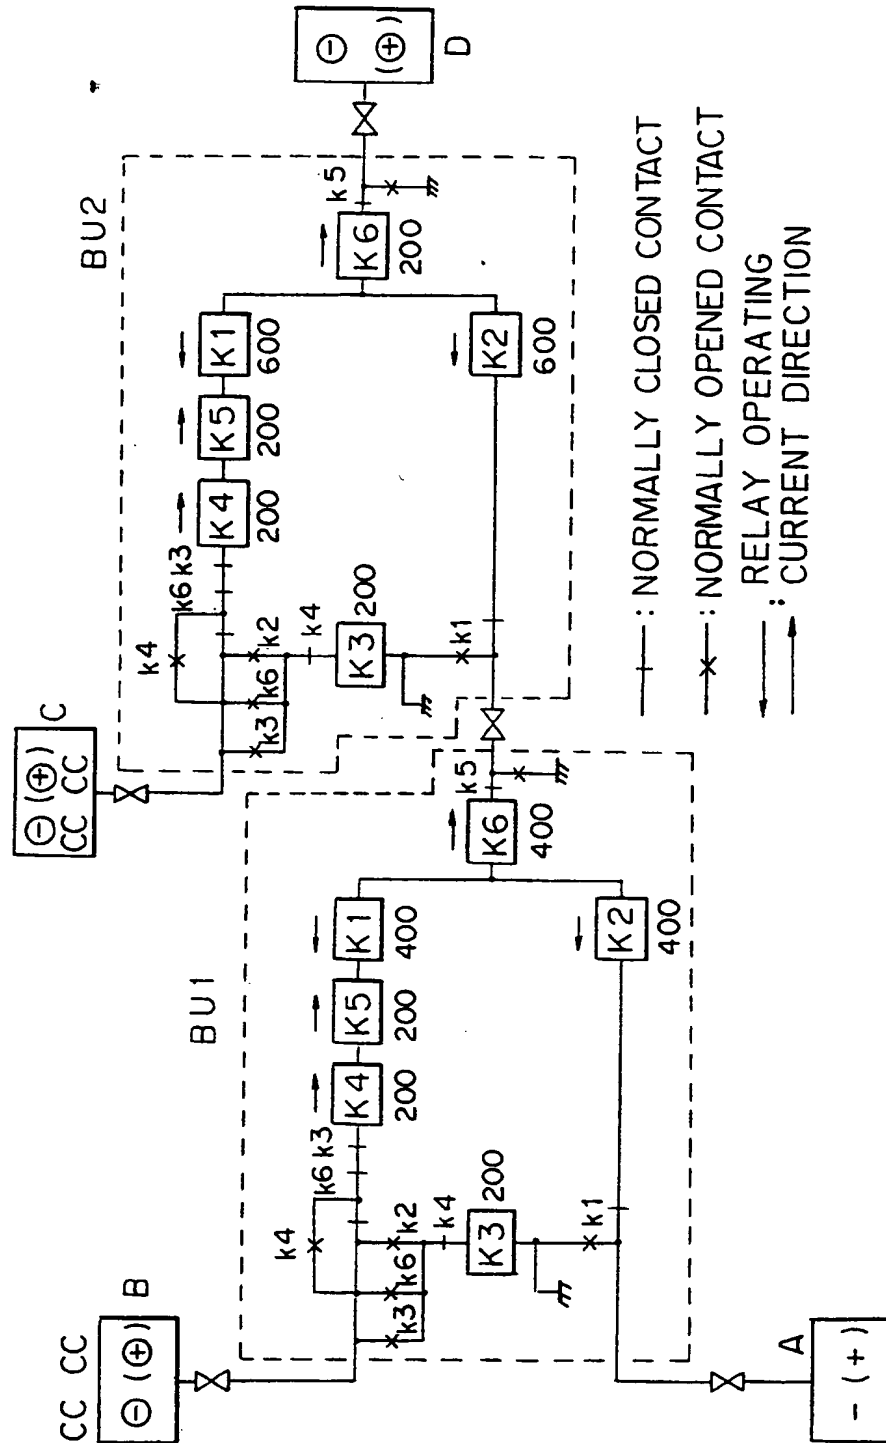 CC CC
⊖ (⊕)
B
A
- (+)
BU1
k4
k6 k3
K4
200
K5
200
K1
400
k3
k6
k2
k4
K3
200
k1
K2
400
K6
400
k5
⊖ (⊕)
CC CC
C
BU2
k4
k6 k3
K4
200
K5
200
K1
600
k3
k6
k2
k4
K3
200
k1
K2
600
K6
200
k5
⊖
(⊕)
D
: NORMALLY CLOSED CONTACT
: NORMALLY OPENED CONTACT
: RELAY OPERATING
CURRENT DIRECTION